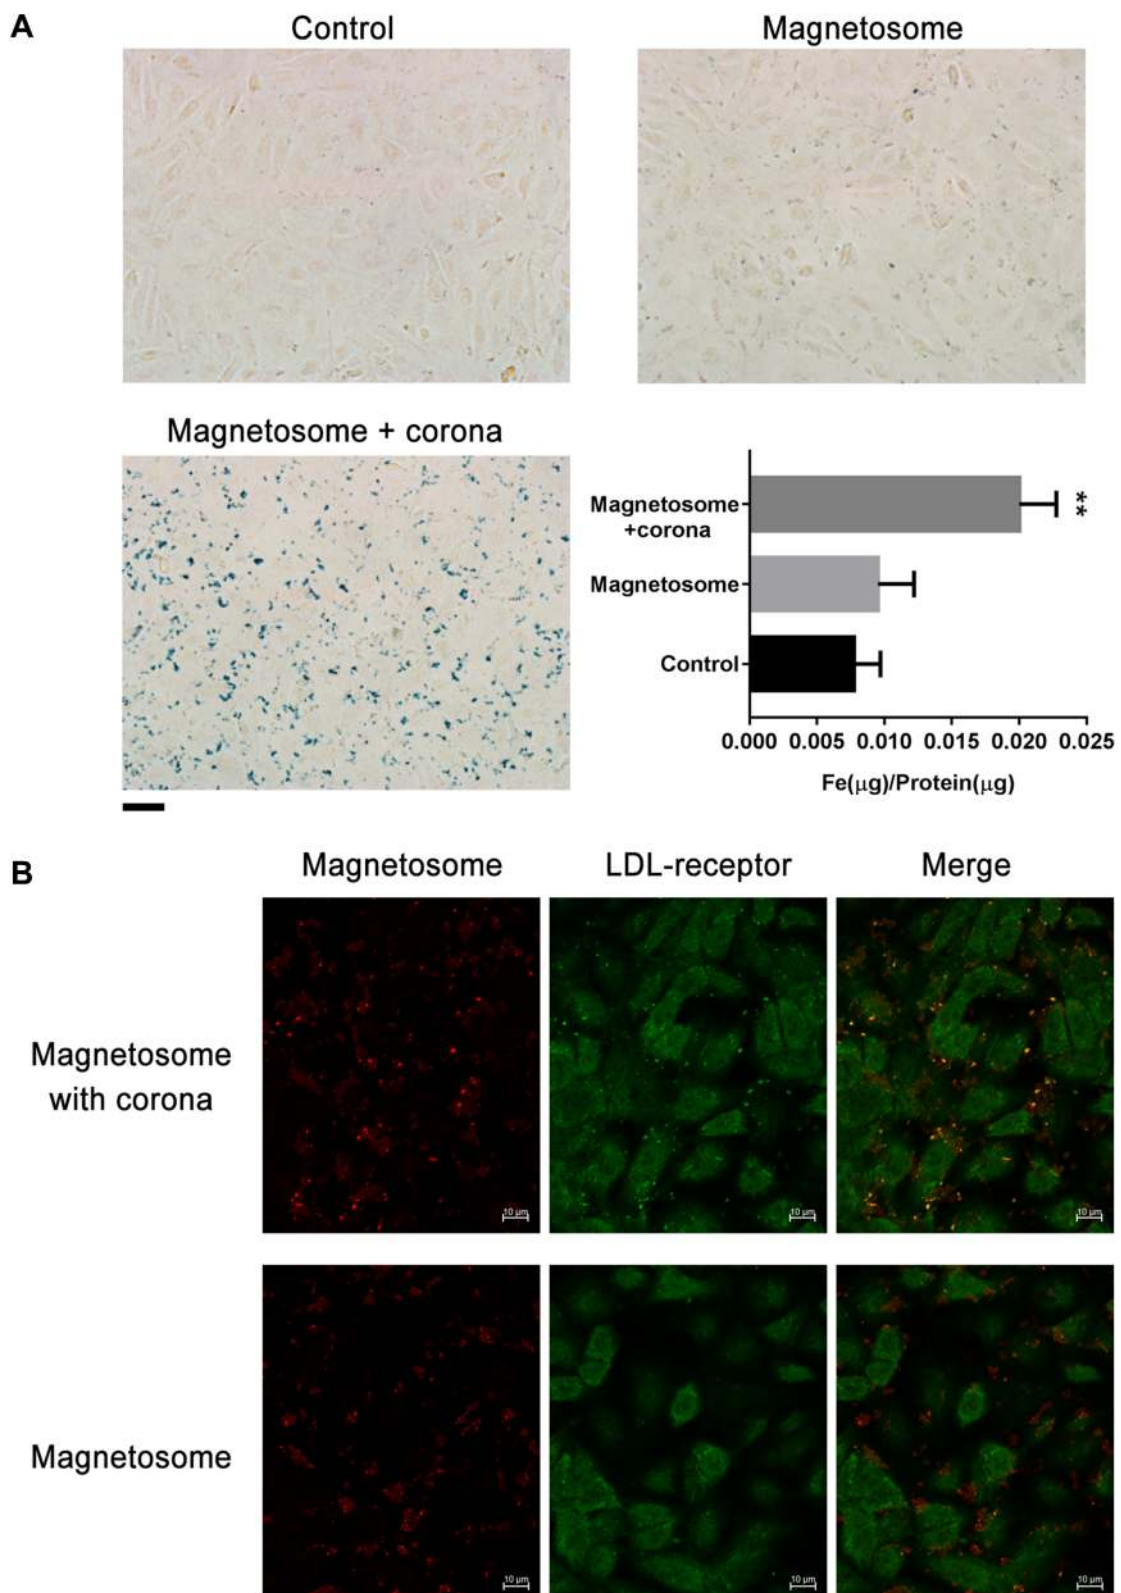 A
Control
Magnetosome
Magnetosome + corona
Magnetosome
+corona
**
Magnetosome
Control
0.000 0.005 0.010 0.015 0.020 0.025
Fe(μg)/Protein(μg)
B
Magnetosome
LDL-receptor
Merge
Magnetosome
with corona
10 μm
10 μm
10 μm
Magnetosome
10 μm
10 μm
10 μm